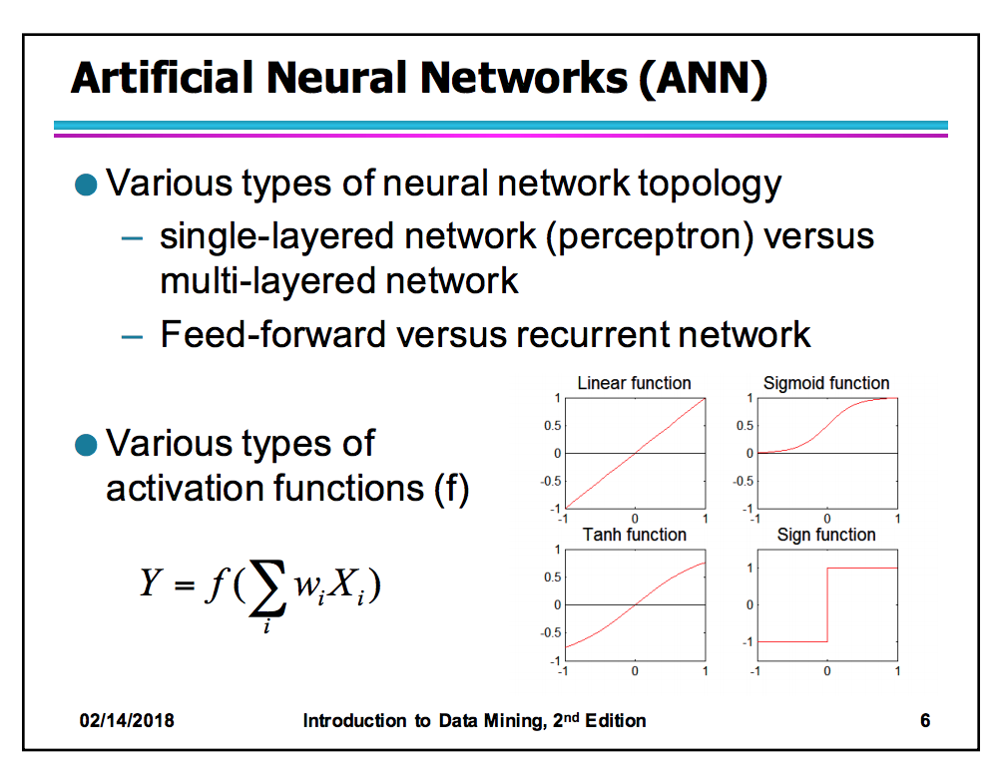 Artificial Neural Networks (ANN)
● Various types of neural network topology
– single-layered network (perceptron) versus
multi-layered network
– Feed-forward versus recurrent network
● Various types of
activation functions (f)
Y = f(∑ w_i X_i)
i
Linear function
1
0.5
0
-0.5
-1
-1 0 1
Sigmoid function
1
0.5
0
-0.5
-1
-1 0 1
Tanh function
1
0.5
0
-0.5
-1
-1 0 1
Sign function
1
0
-1
-1 0 1
02/14/2018 Introduction to Data Mining, 2nd Edition 6